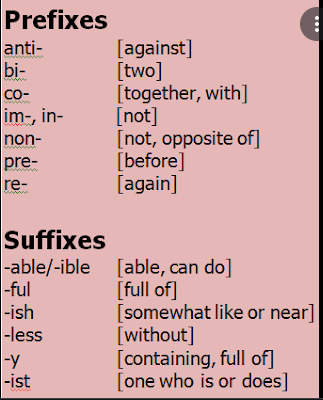 Prefixes
anti- [against]
bi- [two]
co- [together, with]
im-, in- [not]
non- [not, opposite of]
pre- [before]
re- [again]
Suffixes
-able/-ible [able, can do]
-ful [full of]
-ish [somewhat like or near]
-less [without]
-y [containing, full of]
-ist [one who is or does]